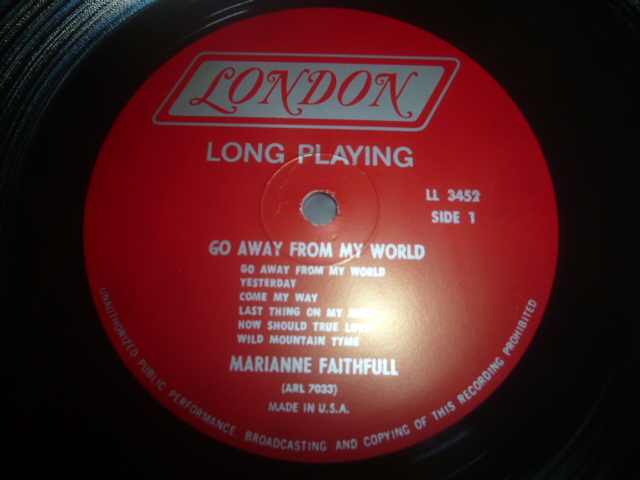 LONDON
LONG PLAYING
LL 3452
SIDE 1
GO AWAY FROM MY WORLD
GO AWAY FROM MY WORLD
YESTERDAY
COME MY WAY
LAST THING ON MY
HOW SHOULD TRUE
WILD MOUNTAIN TYME
MARIANNE FAITHFULL
(ARL 7033)
MADE IN U.S.A.
UNAUTHORIZED PUBLIC PERFORMANCE, BROADCASTING AND COPYING OF THIS RECORDING PROHIBITED